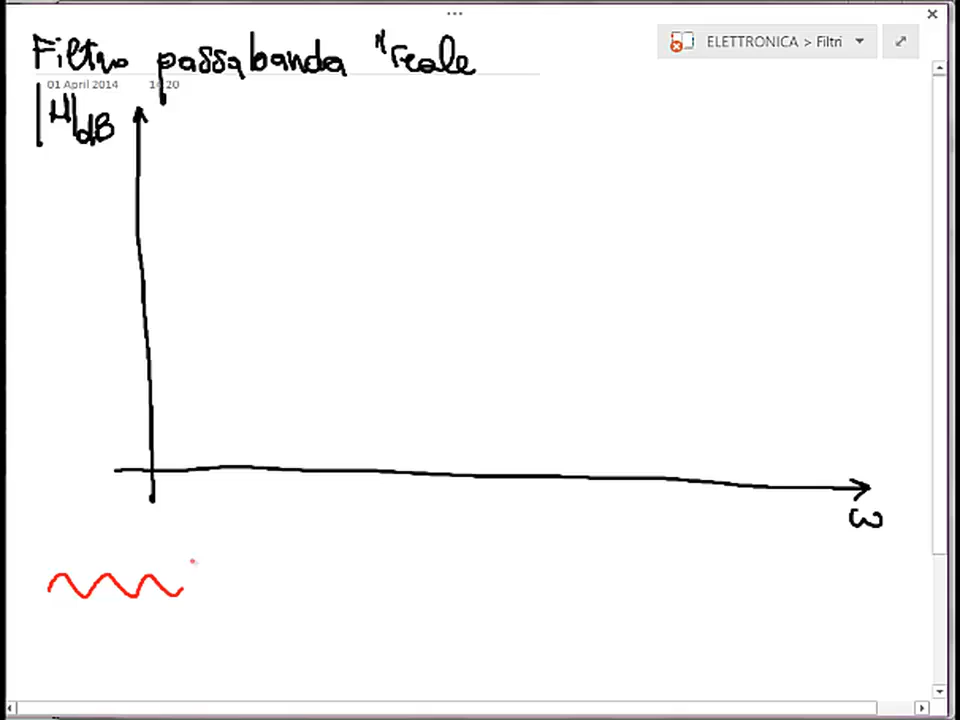 ELETTRONICA > Filtri
Filtro passabanda "reale
01 April 2014
|H|dB
ω